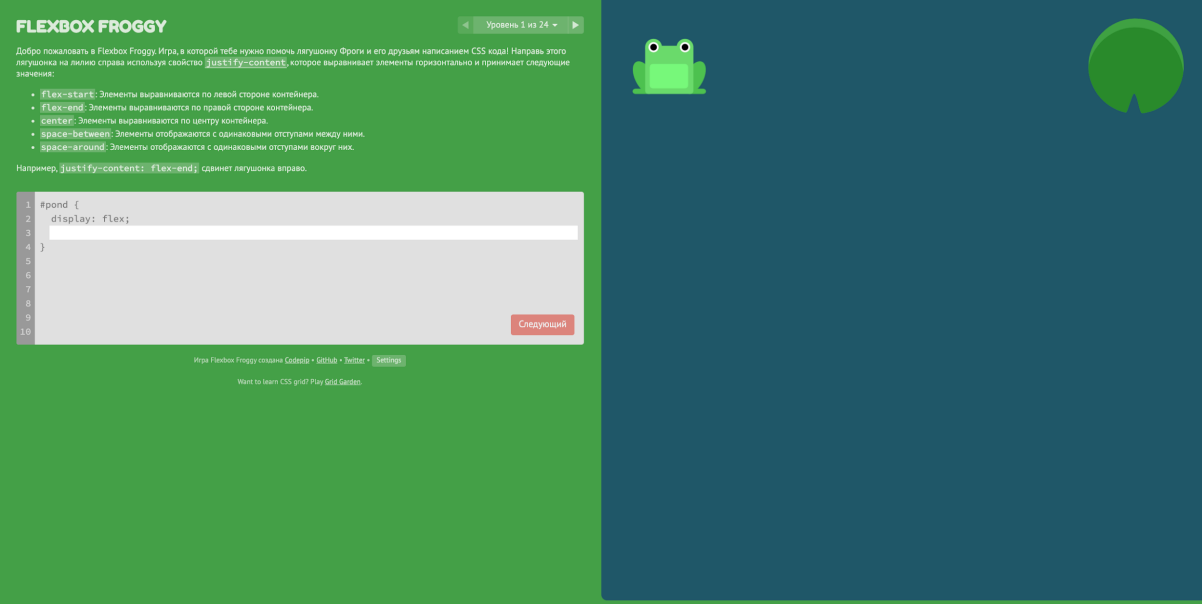 FLEXBOX FROGGY
Уровень 1 из 24
Добро пожаловать в Flexbox Froggy. Игра, в которой тебе нужно помочь лягушонку Фроги и его друзьям написанием CSS кода! Направь этого
лягушонка на лилию справа используя свойство justify-content, которое выравнивает элементы горизонтально и принимает следующие
значения:
• flex-start: Элементы выравниваются по левой стороне контейнера.
• flex-end: Элементы выравниваются по правой стороне контейнера.
• center: Элементы выравниваются по центру контейнера.
• space-between: Элементы отображаются с одинаковыми отступами между ними.
• space-around: Элементы отображаются с одинаковыми отступами вокруг них.
Например, justify-content: flex-end; сдвинет лягушонка вправо.
1 #pond {
2 display: flex;
3
4 }
5
6
7
8
9
10
Следующий
Игра Flexbox Froggy создана Codepip • GitHub • Twitter • Settings
Want to learn CSS grid? Play Grid Garden.